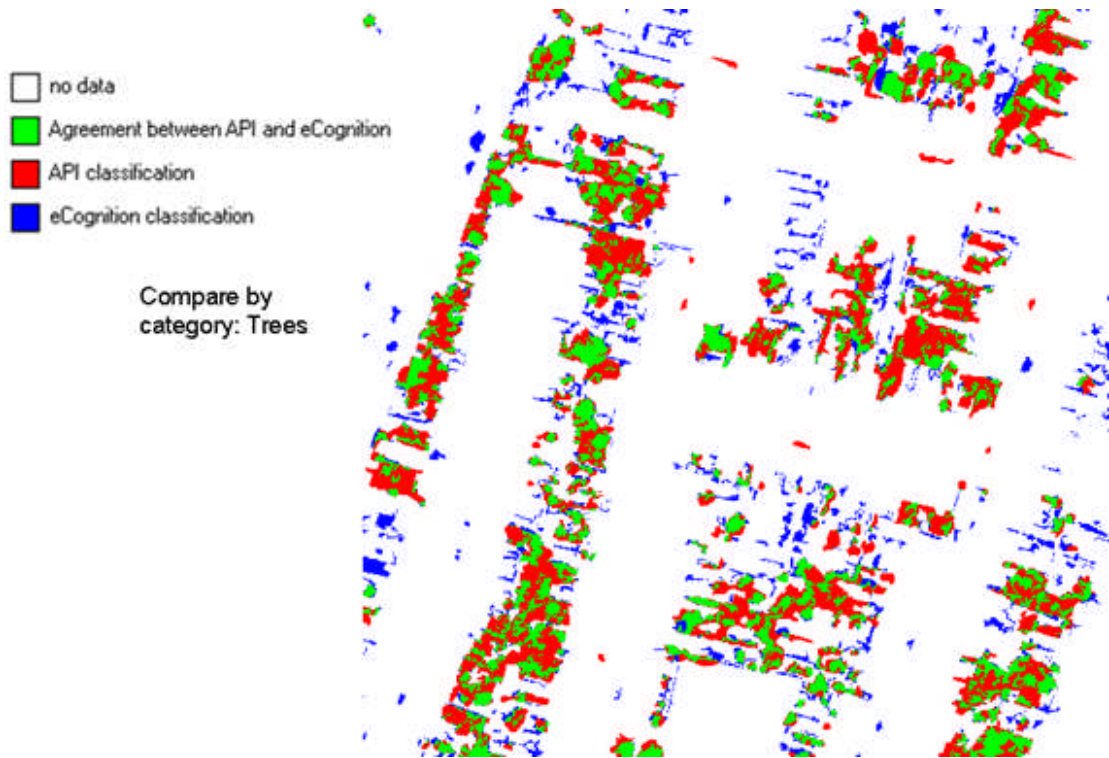 no data
Agreement between API and eCognition
API classification
eCognition classification
Compare by
category: Trees